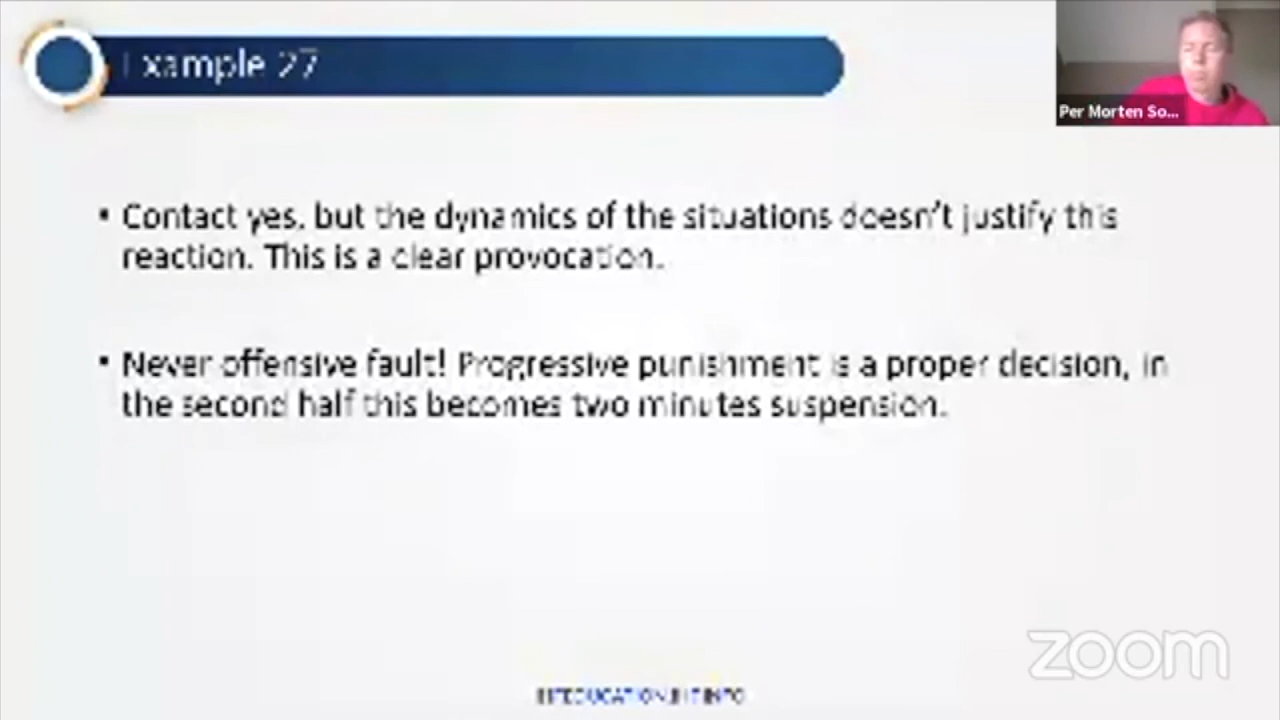 Example 27
Per Morten So...
▪ Contact yes, but the dynamics of the situations doesn't justify this
reaction. This is a clear provocation.
▪ Never offensive fault! Progressive punishment is a proper decision, in
the second half this becomes two minutes suspension.
zoom